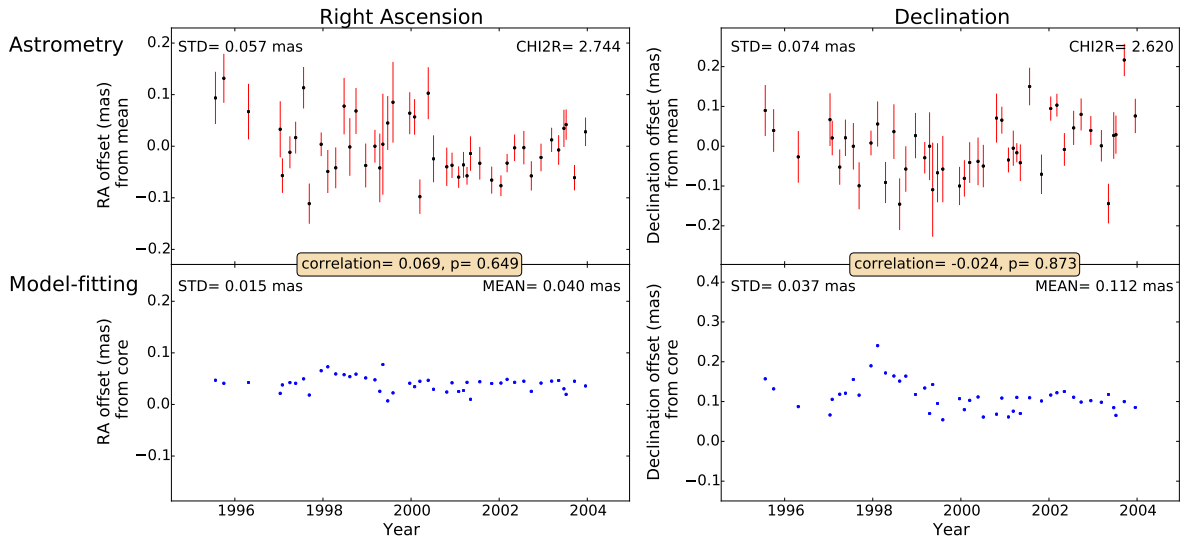 Right Ascension
Declination
Astrometry
STD= 0.057 mas
CHI2R= 2.744
RA offset (mas)
from mean
0.2
0.1
0.0
−0.1
−0.2
STD= 0.074 mas
CHI2R= 2.620
Declination offset (mas)
from mean
0.2
0.1
0.0
−0.1
−0.2
correlation= 0.069, p= 0.649
correlation= -0.024, p= 0.873
Model-fitting
STD= 0.015 mas
MEAN= 0.040 mas
RA offset (mas)
from core
0.2
0.1
0.0
−0.1
1996
1998
2000
2002
2004
Year
STD= 0.037 mas
MEAN= 0.112 mas
Declination offset (mas)
from core
0.4
0.3
0.2
0.1
0.0
−0.1
1996
1998
2000
2002
2004
Year